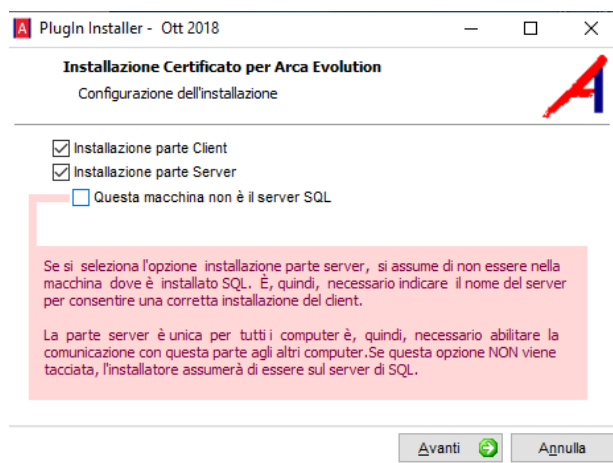 PlugIn Installer - Ott 2018
Installazione Certificato per Arca Evolution
Configurazione dell'installazione
Installazione parte Client
Installazione parte Server
Questa macchina non è il server SQL
Se si seleziona l'opzione installazione parte server, si assume di non essere nella
macchina dove è installato SQL. È, quindi, necessario indicare il nome del server
per consentire una corretta installazione del client.
La parte server è unica per tutti i computer è, quindi, necessario abilitare la
comunicazione con questa parte agli altri computer.Se questa opzione NON viene
tacciata, l'installatore assumerà di essere sul server di SQL.
Avanti
Annulla